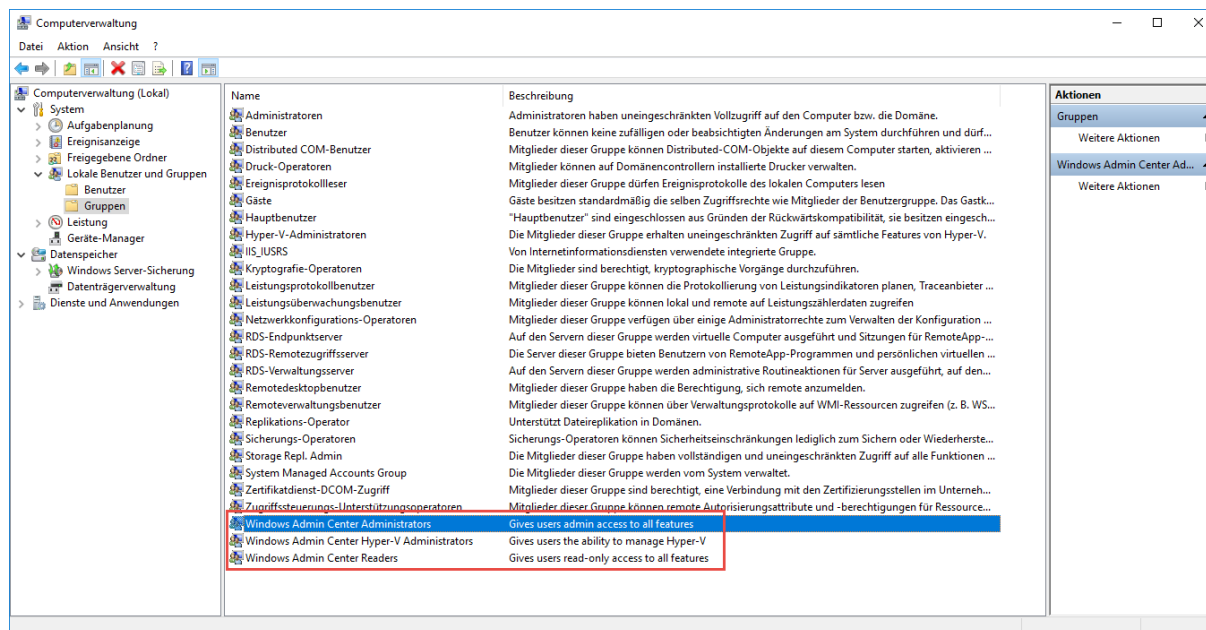 Computerverwaltung
Datei Aktion Ansicht ?
Computerverwaltung (Lokal)
System
Aufgabenplanung
Ereignisanzeige
Freigegebene Ordner
Lokale Benutzer und Gruppen
Benutzer
Gruppen
Leistung
Geräte-Manager
Datenspeicher
Windows Server-Sicherung
Datenträgerverwaltung
Dienste und Anwendungen
Name Beschreibung
Administratoren Administratoren haben uneingeschränkten Vollzugriff auf den Computer bzw. die Domäne.
Benutzer Benutzer können keine zufälligen oder beabsichtigten Änderungen am System durchführen und dürf...
Distributed COM-Benutzer Mitglieder dieser Gruppe können Distributed-COM-Objekte auf diesem Computer starten, aktivieren ...
Druck-Operatoren Mitglieder können auf Domänencontrollern installierte Drucker verwalten.
Ereignisprotokollleser Mitglieder dieser Gruppe dürfen Ereignisprotokolle des lokalen Computers lesen
Gäste Gäste besitzen standardmäßig die selben Zugriffsrechte wie Mitglieder der Benutzergruppe. Das Gastk...
Hauptbenutzer "Hauptbenutzer" sind eingeschlossen aus Gründen der Rückwärtskompatibilität, sie besitzen eingesch...
Hyper-V-Administratoren Die Mitglieder dieser Gruppe erhalten uneingeschränkten Zugriff auf sämtliche Features von Hyper-V.
IIS_IUSRS Von Internetinformationsdiensten verwendete integrierte Gruppe.
Kryptografie-Operatoren Die Mitglieder sind berechtigt, kryptographische Vorgänge durchzuführen.
Leistungsprotokollbenutzer Mitglieder dieser Gruppe können die Protokollierung von Leistungsindikatoren planen, Traceanbieter ...
Leistungsüberwachungsbenutzer Mitglieder dieser Gruppe können lokal und remote auf Leistungszählerdaten zugreifen
Netzwerkkonfigurations-Operatoren Mitglieder dieser Gruppe verfügen über einige Administratorrechte zum Verwalten der Konfiguration ...
RDS-Endpunktserver Auf den Servern dieser Gruppe werden virtuelle Computer ausgeführt und Sitzungen für RemoteApp-...
RDS-Remotezugriffsserver Die Server dieser Gruppe bieten Benutzern von RemoteApp-Programmen und persönlichen virtuellen ...
RDS-Verwaltungsserver Auf den Servern dieser Gruppe werden administrative Routineaktionen für Server ausgeführt, auf den...
Remotedesktopbenutzer Mitglieder dieser Gruppe haben die Berechtigung, sich remote anzumelden.
Remoteverwaltungsbenutzer Mitglieder dieser Gruppe können über Verwaltungsprotokolle auf WMI-Ressourcen zugreifen (z. B. WS...
Replikations-Operator Unterstützt Dateireplikation in Domänen.
Sicherungs-Operatoren Sicherungs-Operatoren können Sicherheitseinschränkungen lediglich zum Sichern oder Wiederherste...
Storage Repl. Admin Die Mitglieder dieser Gruppe haben vollständigen und uneingeschränkten Zugriff auf alle Funktionen ...
System Managed Accounts Group Die Mitglieder dieser Gruppe werden vom System verwaltet.
Zertifikatdienst-DCOM-Zugriff Mitglieder dieser Gruppe sind berechtigt, eine Verbindung mit den Zertifizierungsstellen im Unterneh...
Zugriffssteuerungs-Unterstützungsoperatoren Mitglieder dieser Gruppe können remote Autorisierungsattribute und -berechtigungen für Ressource...
Windows Admin Center Administrators Gives users admin access to all features
Windows Admin Center Hyper-V Administrators Gives users the ability to manage Hyper-V
Windows Admin Center Readers Gives users read-only access to all features
Aktionen
Gruppen
Weitere Aktionen
Windows Admin Center Ad...
Weitere Aktionen